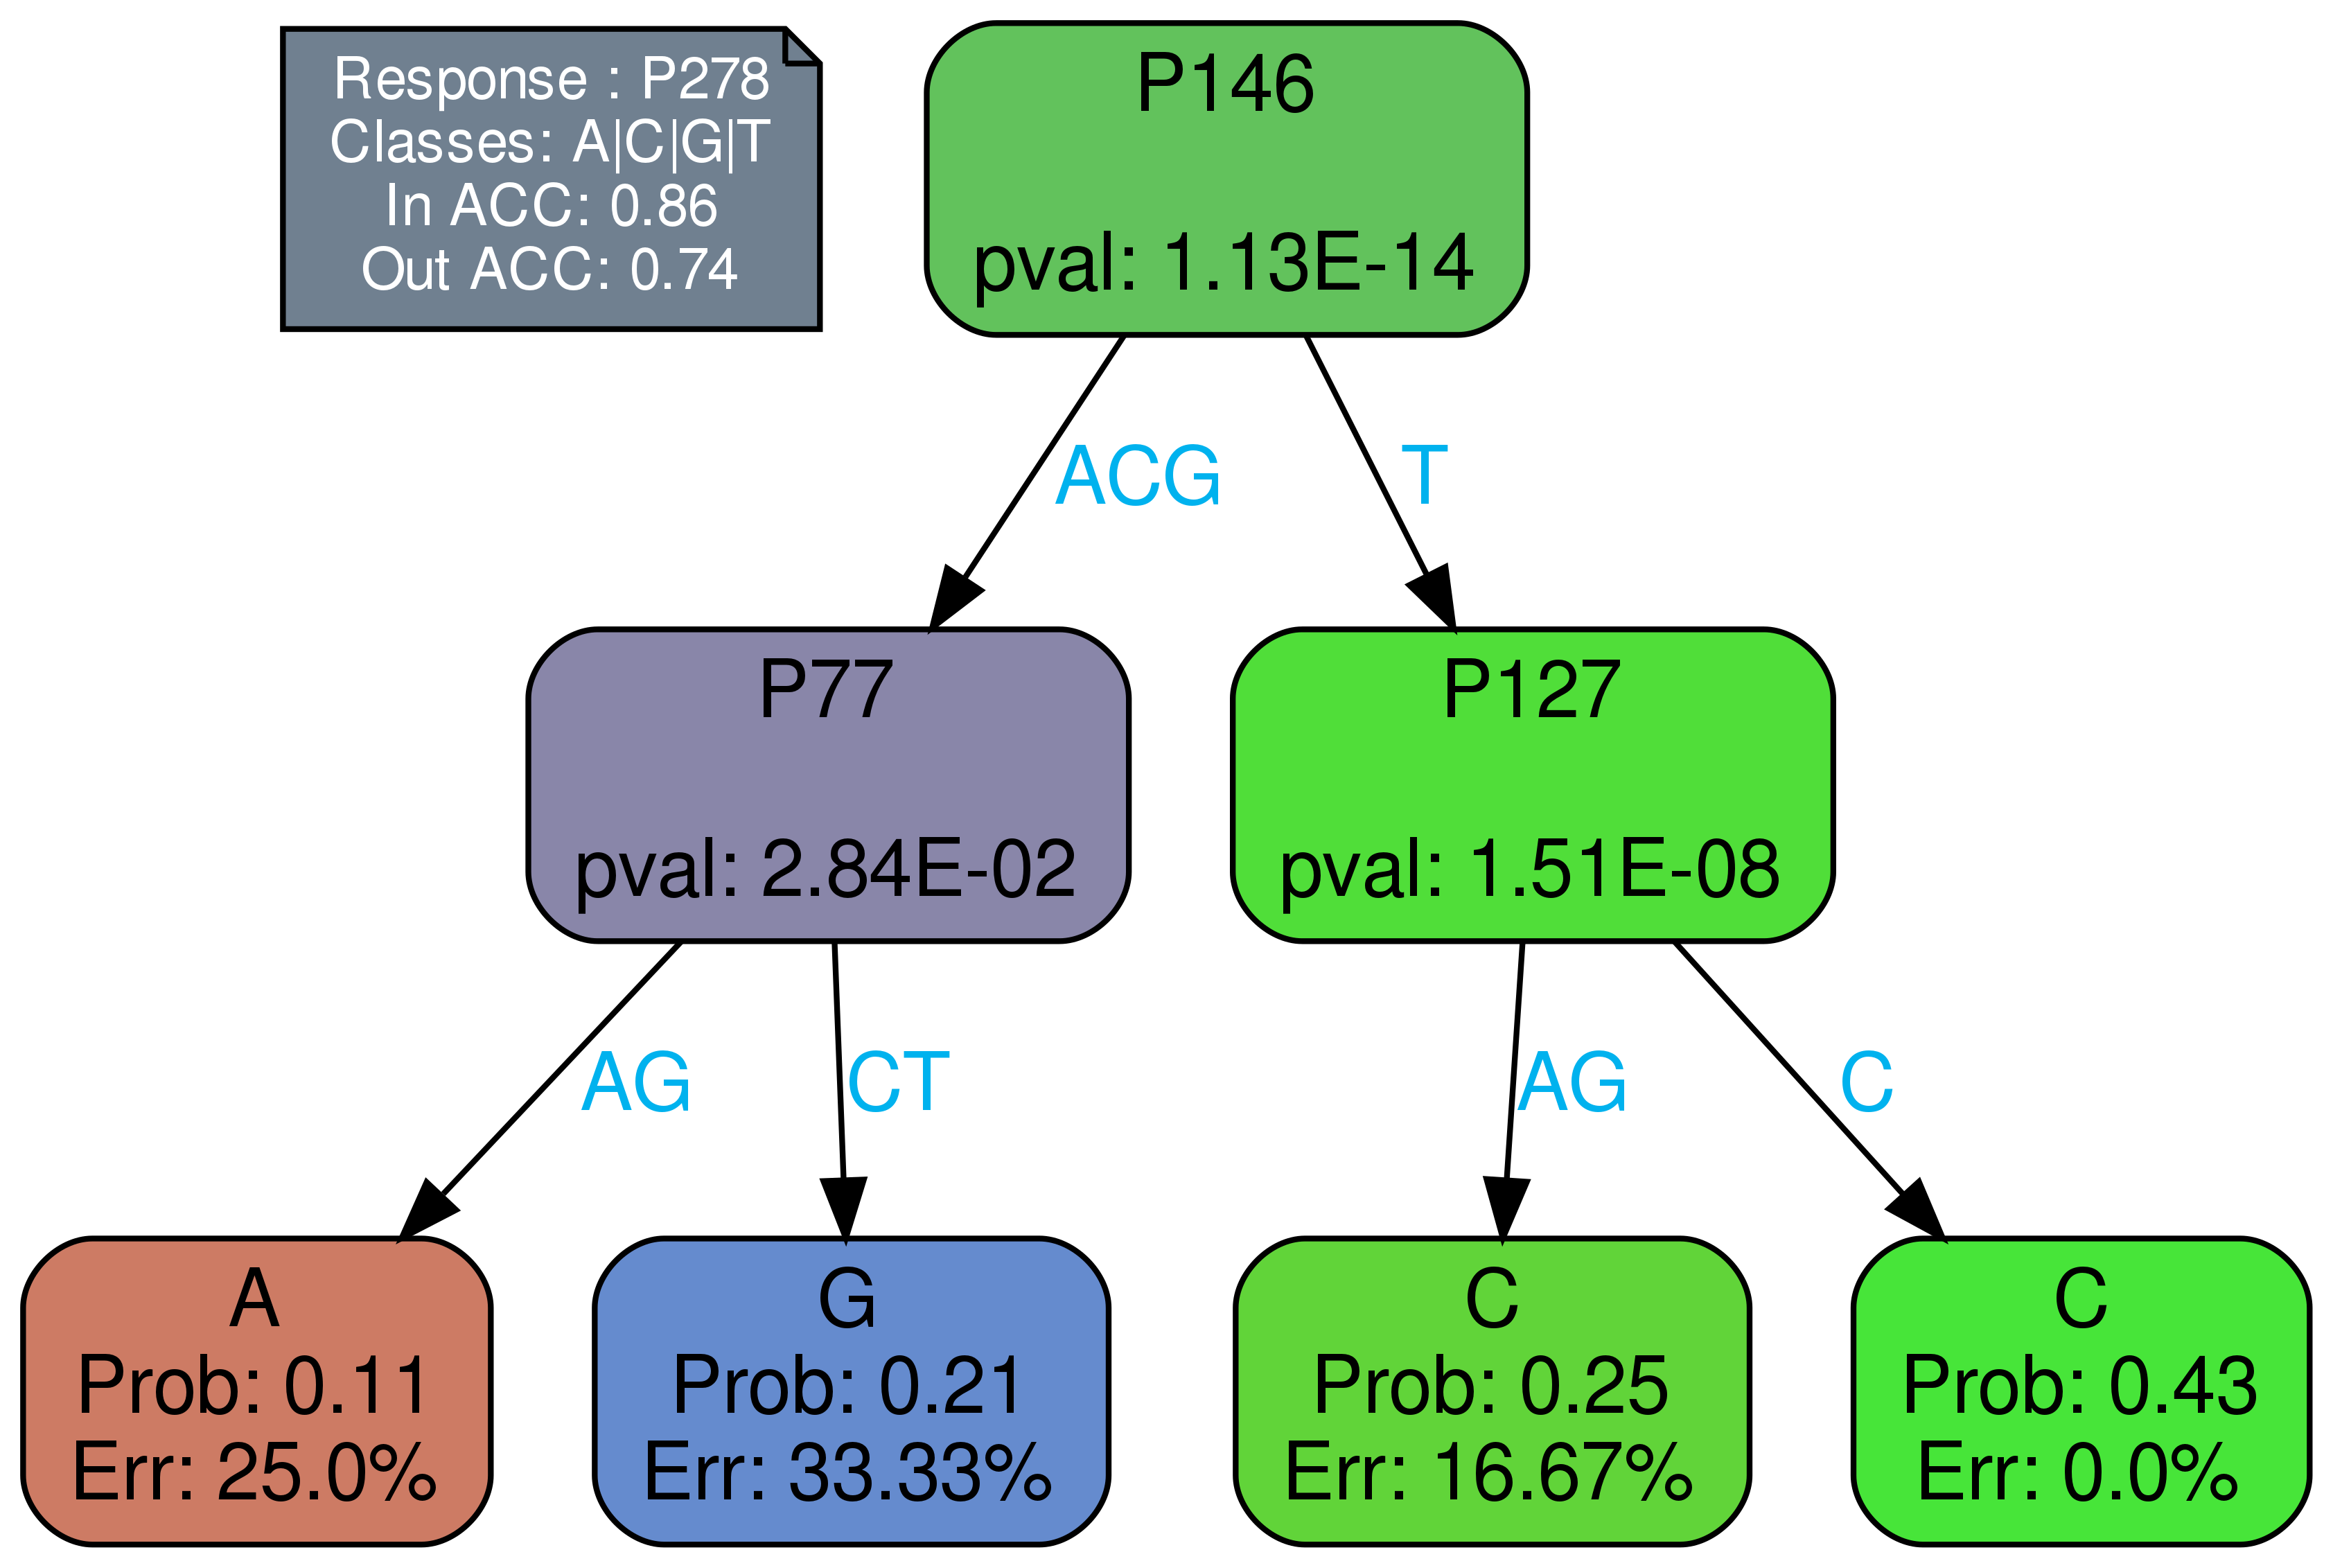 Response : P278
Classes: A|C|G|T
In ACC: 0.86
Out ACC: 0.74
P146
pval: 1.13E-14
ACG
T
P77
pval: 2.84E-02
P127
pval: 1.51E-08
AG
CT
AG
C
A
Prob: 0.11
Err: 25.0%
G
Prob: 0.21
Err: 33.33%
C
Prob: 0.25
Err: 16.67%
C
Prob: 0.43
Err: 0.0%